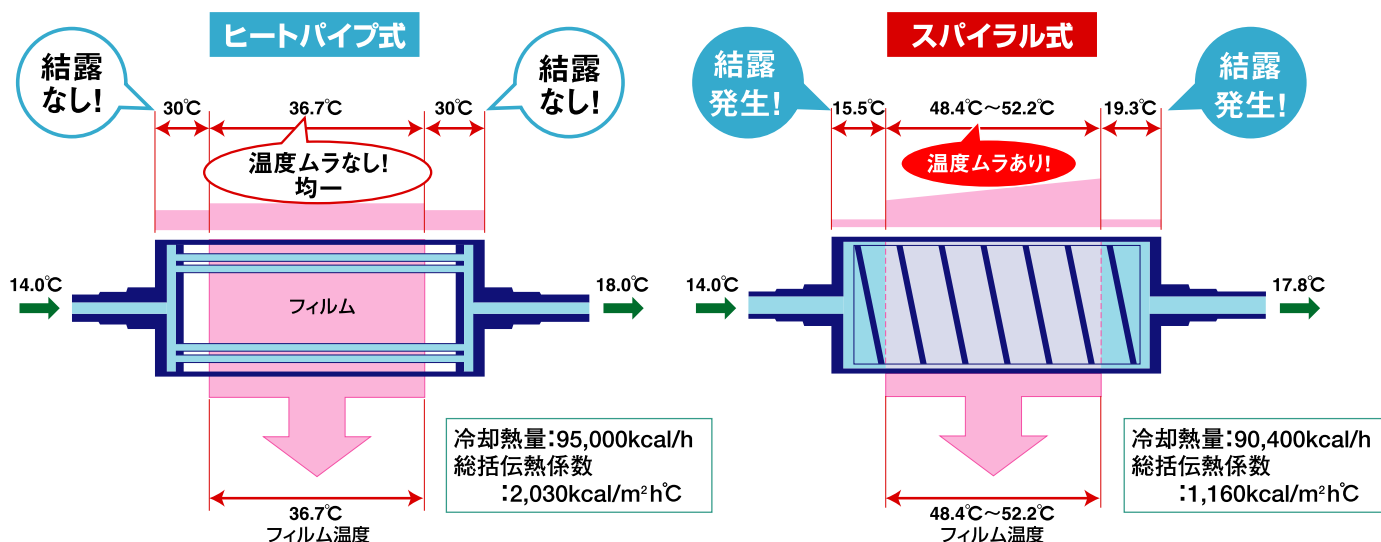 ヒートパイプ式
結露
なし!
結露
なし!
30℃
36.7℃
30℃
温度ムラなし!
均一
14.0℃
18.0℃
フィルム
冷却熱量:95,000kcal/h
総括伝熱係数
:2,030kcal/m²h℃
36.7℃
フィルム温度
スパイラル式
結露
発生!
結露
発生!
15.5℃
48.4℃～52.2℃
19.3℃
温度ムラあり!
14.0℃
17.8℃
冷却熱量:90,400kcal/h
総括伝熱係数
:1,160kcal/m²h℃
48.4℃～52.2℃
フィルム温度